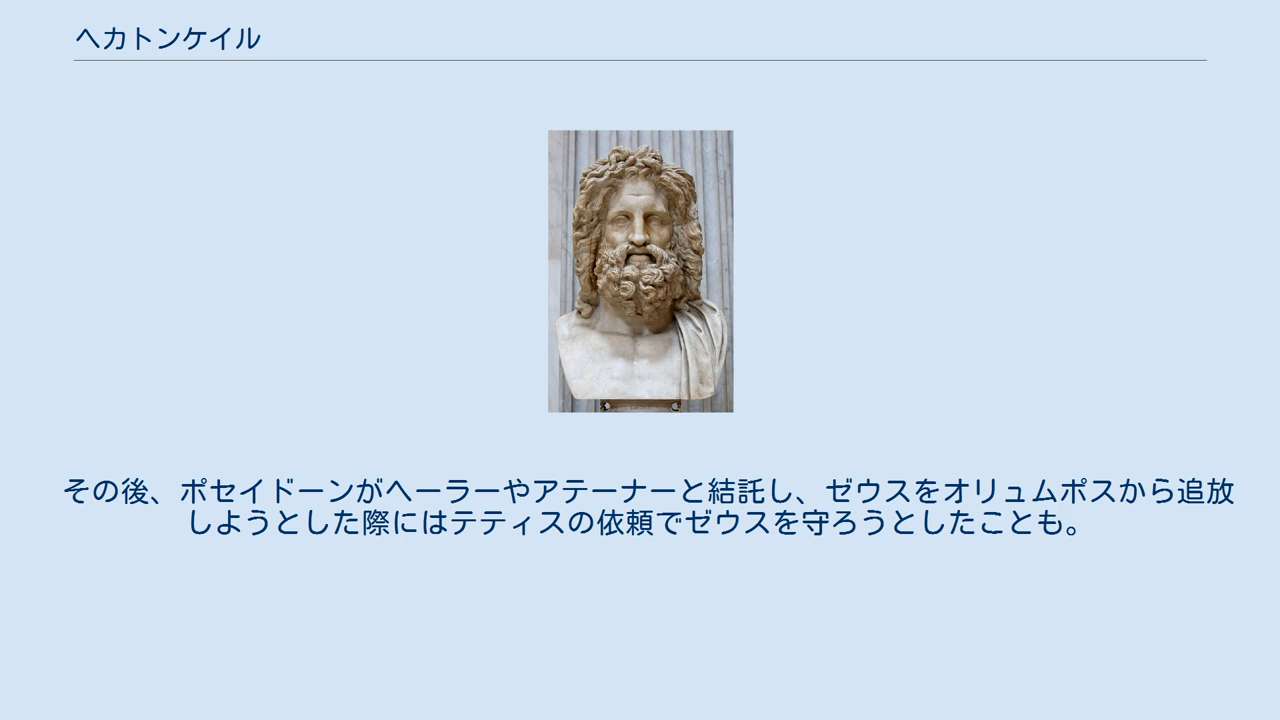 ヘカトンケイル
その後、ポセイドーンがヘーラーやアテーナーと結託し、ゼウスをオリュムポスから追放
しようとした際にはテティスの依頼でゼウスを守ろうとしたことも。